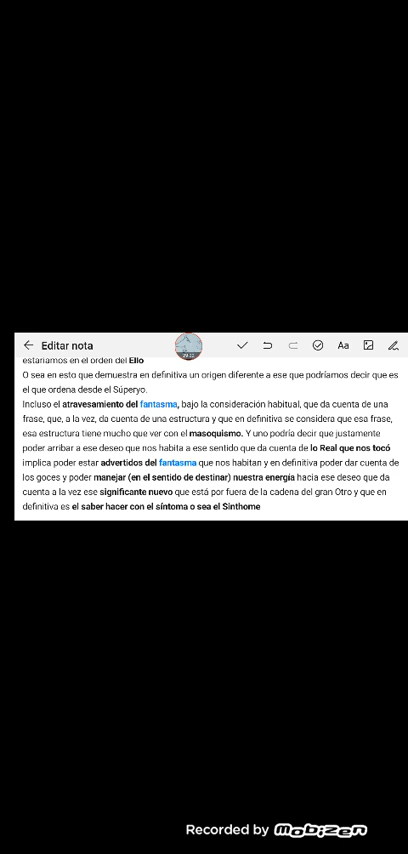 Editar nota
Aa
estaríamos en el orden del Ello
O sea en esto que demuestra en definitiva un origen diferente a ese que podríamos decir que es
el que ordena desde el Súperyo.
Incluso el atravesamiento del fantasma, bajo la consideración habitual, que da cuenta de una
frase, que, a la vez, da cuenta de una estructura y que en definitiva se considera que esa frase,
esa estructura tiene mucho que ver con el masoquismo. Y uno podría decir que justamente
poder arribar a ese deseo que nos habita a ese sentido que da cuenta de lo Real que nos tocó
implica poder estar advertidos del fantasma que nos habitan y en definitiva poder dar cuenta de
los goces y poder manejar (en el sentido de destinar) nuestra energía hacia ese deseo que da
cuenta a la vez ese significante nuevo que está por fuera de la cadena del gran Otro y que en
definitiva es el saber hacer con el síntoma o sea el Sinthome
Recorded by Mobizen